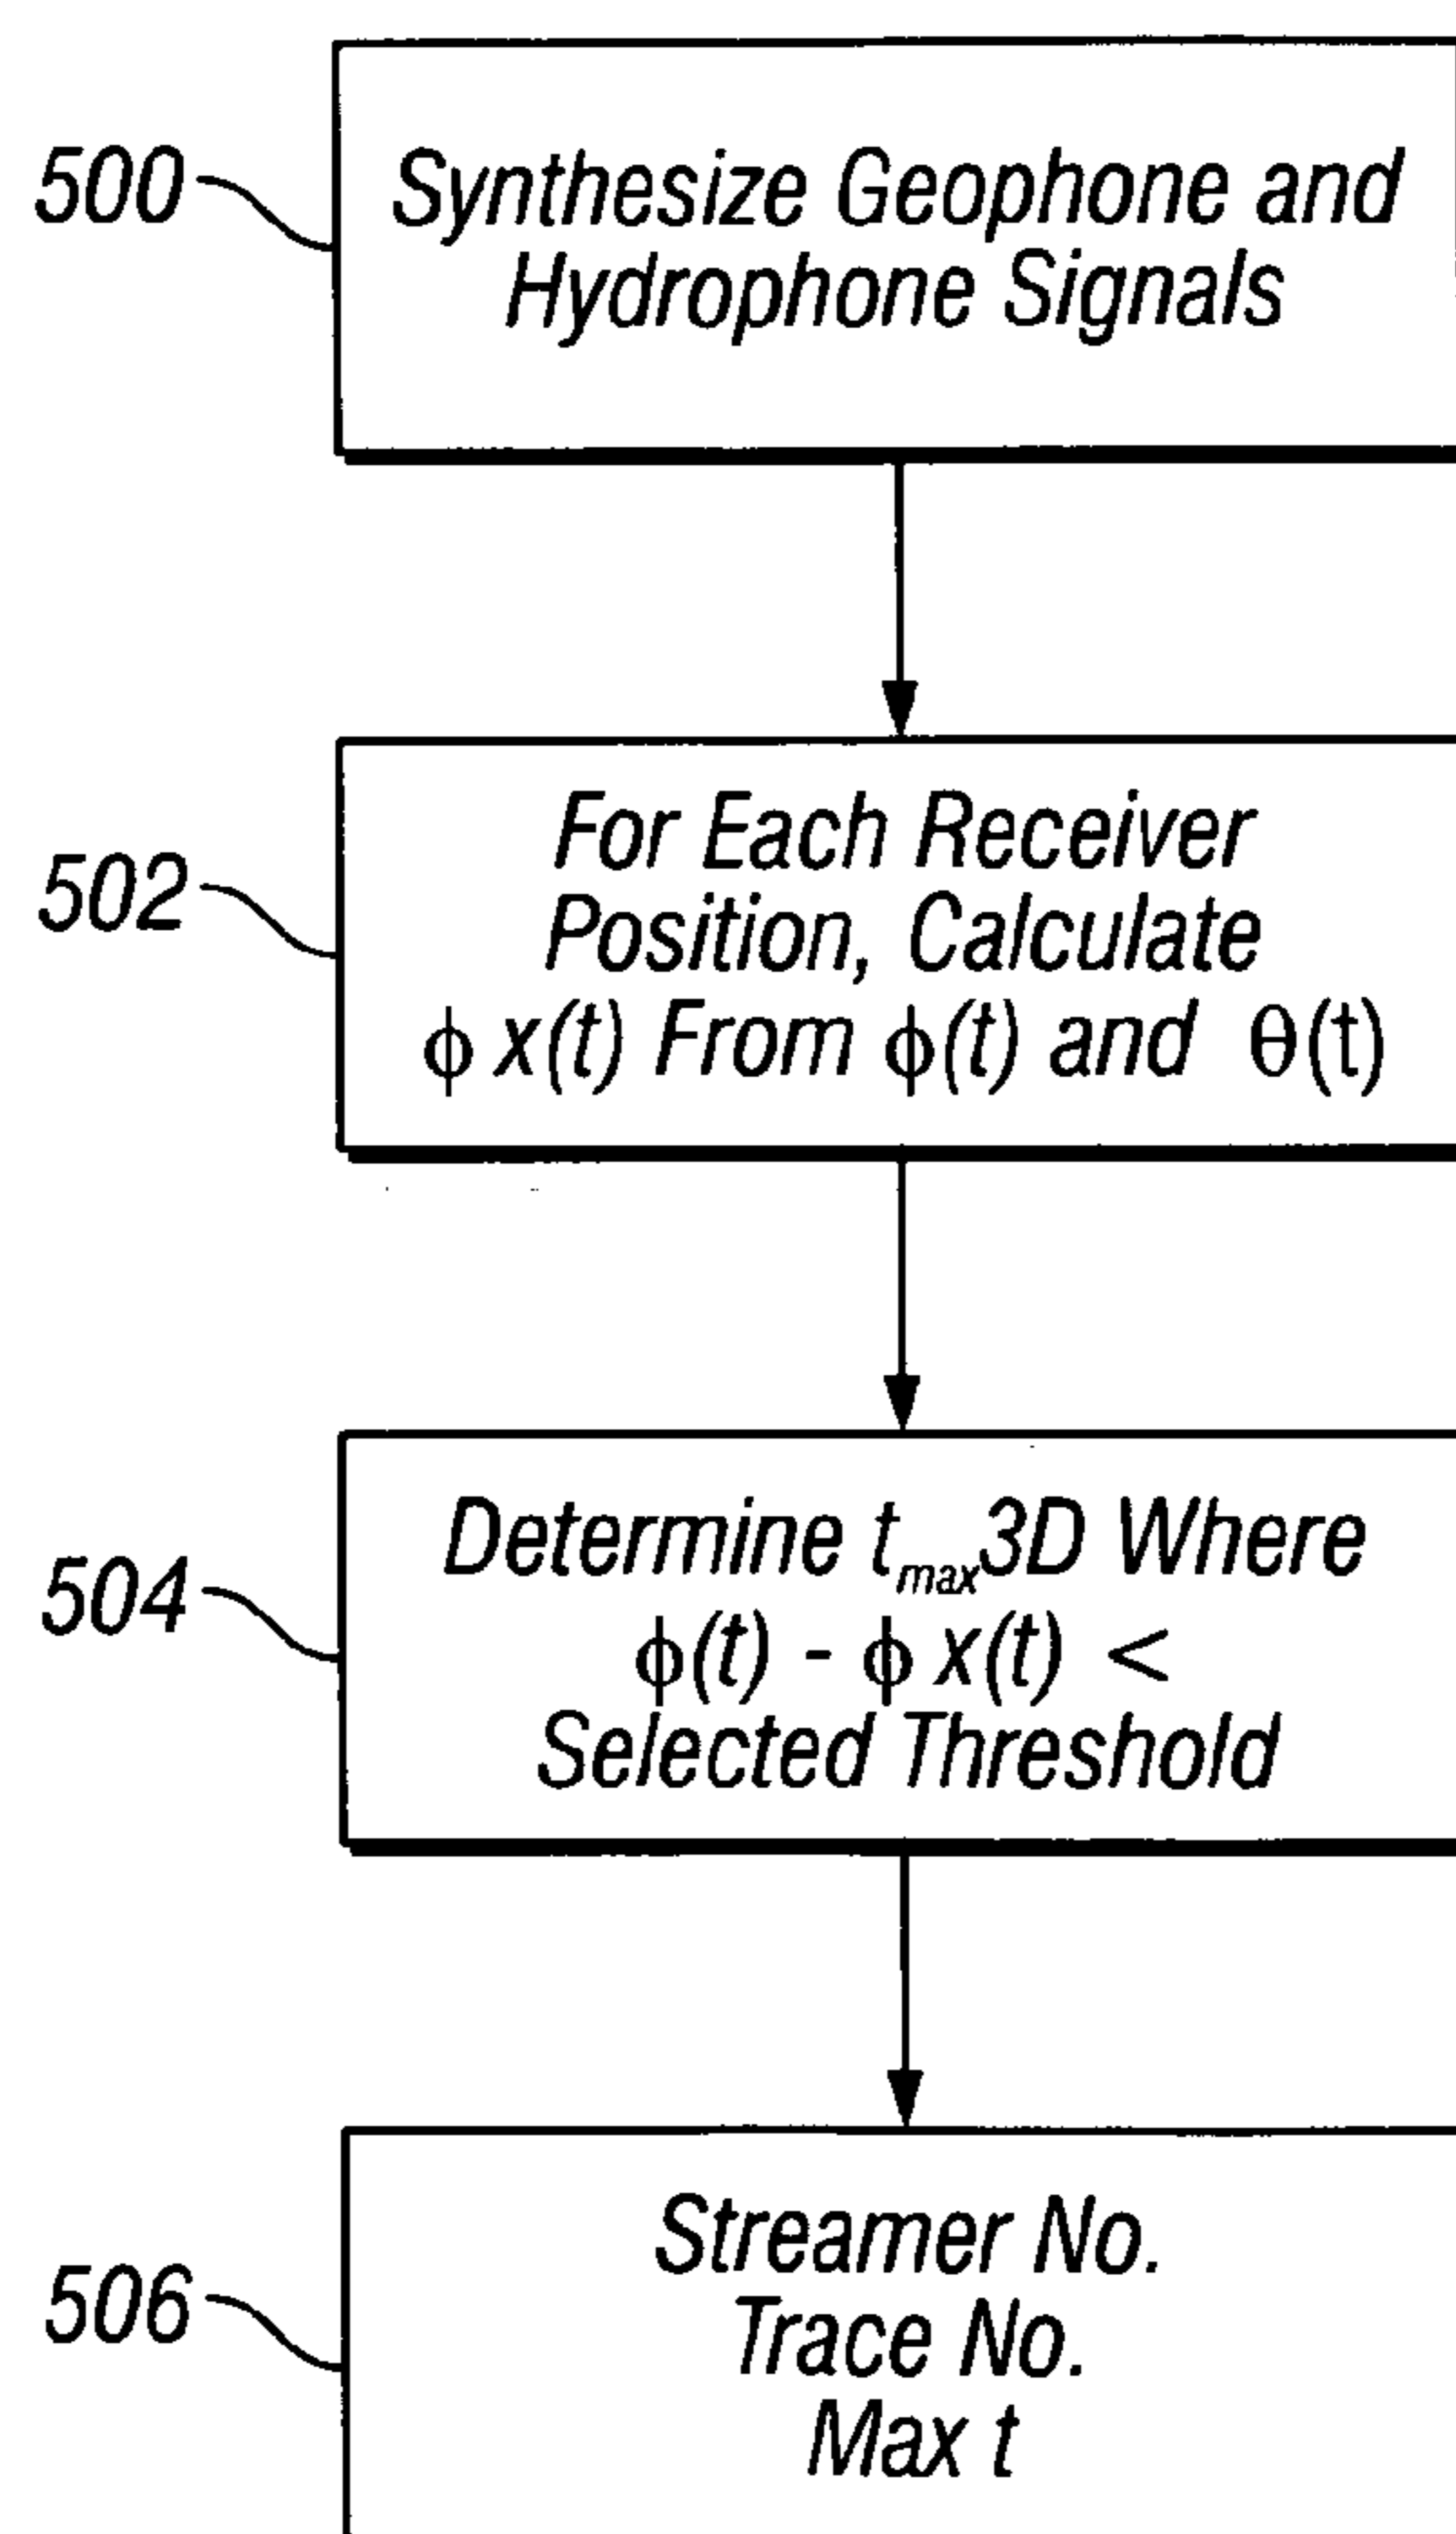 500
Synthesize Geophone and
Hydrophone Signals
502
For Each Receiver
Position, Calculate
ϕ x(t) From ϕ(t) and θ(t)
504
Determine tmax3D Where
ϕ(t) - ϕ x(t) <
Selected Threshold
506
Streamer No.
Trace No.
Max t